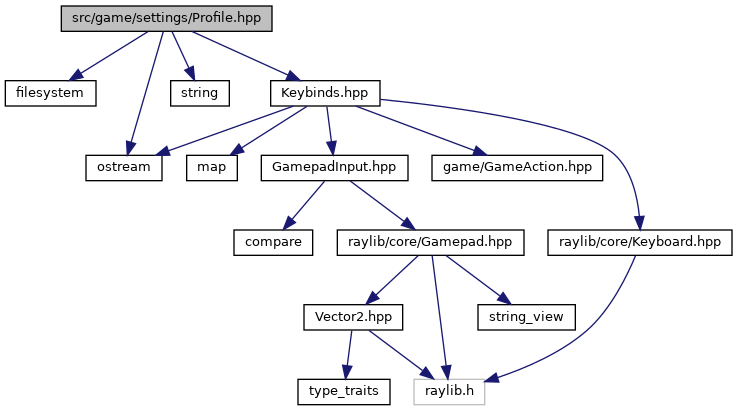 src/game/settings/Profile.hpp
filesystem
string
Keybinds.hpp
ostream
map
GamepadInput.hpp
game/GameAction.hpp
compare
raylib/core/Gamepad.hpp
raylib/core/Keyboard.hpp
Vector2.hpp
string_view
type_traits
raylib.h